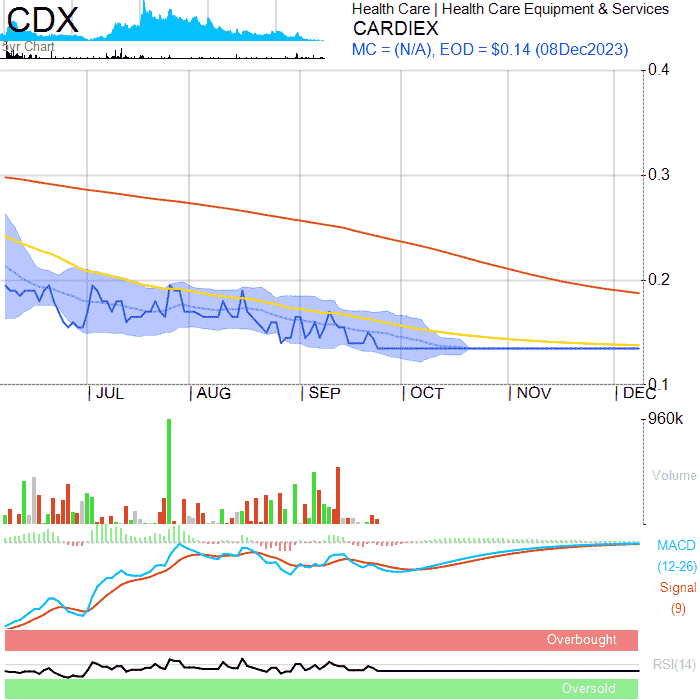 CDX
5yr Chart
Health Care | Health Care Equipment & Services
CARDIEX
MC = (N/A), EOD = $0.14 (08Dec2023)
0.4
0.3
0.2
0.1
JUL
AUG
SEP
OCT
NOV
DEC
960k
Volume
MACD
(12-26)
Signal
(9)
Overbought
RSI(14)
Oversold